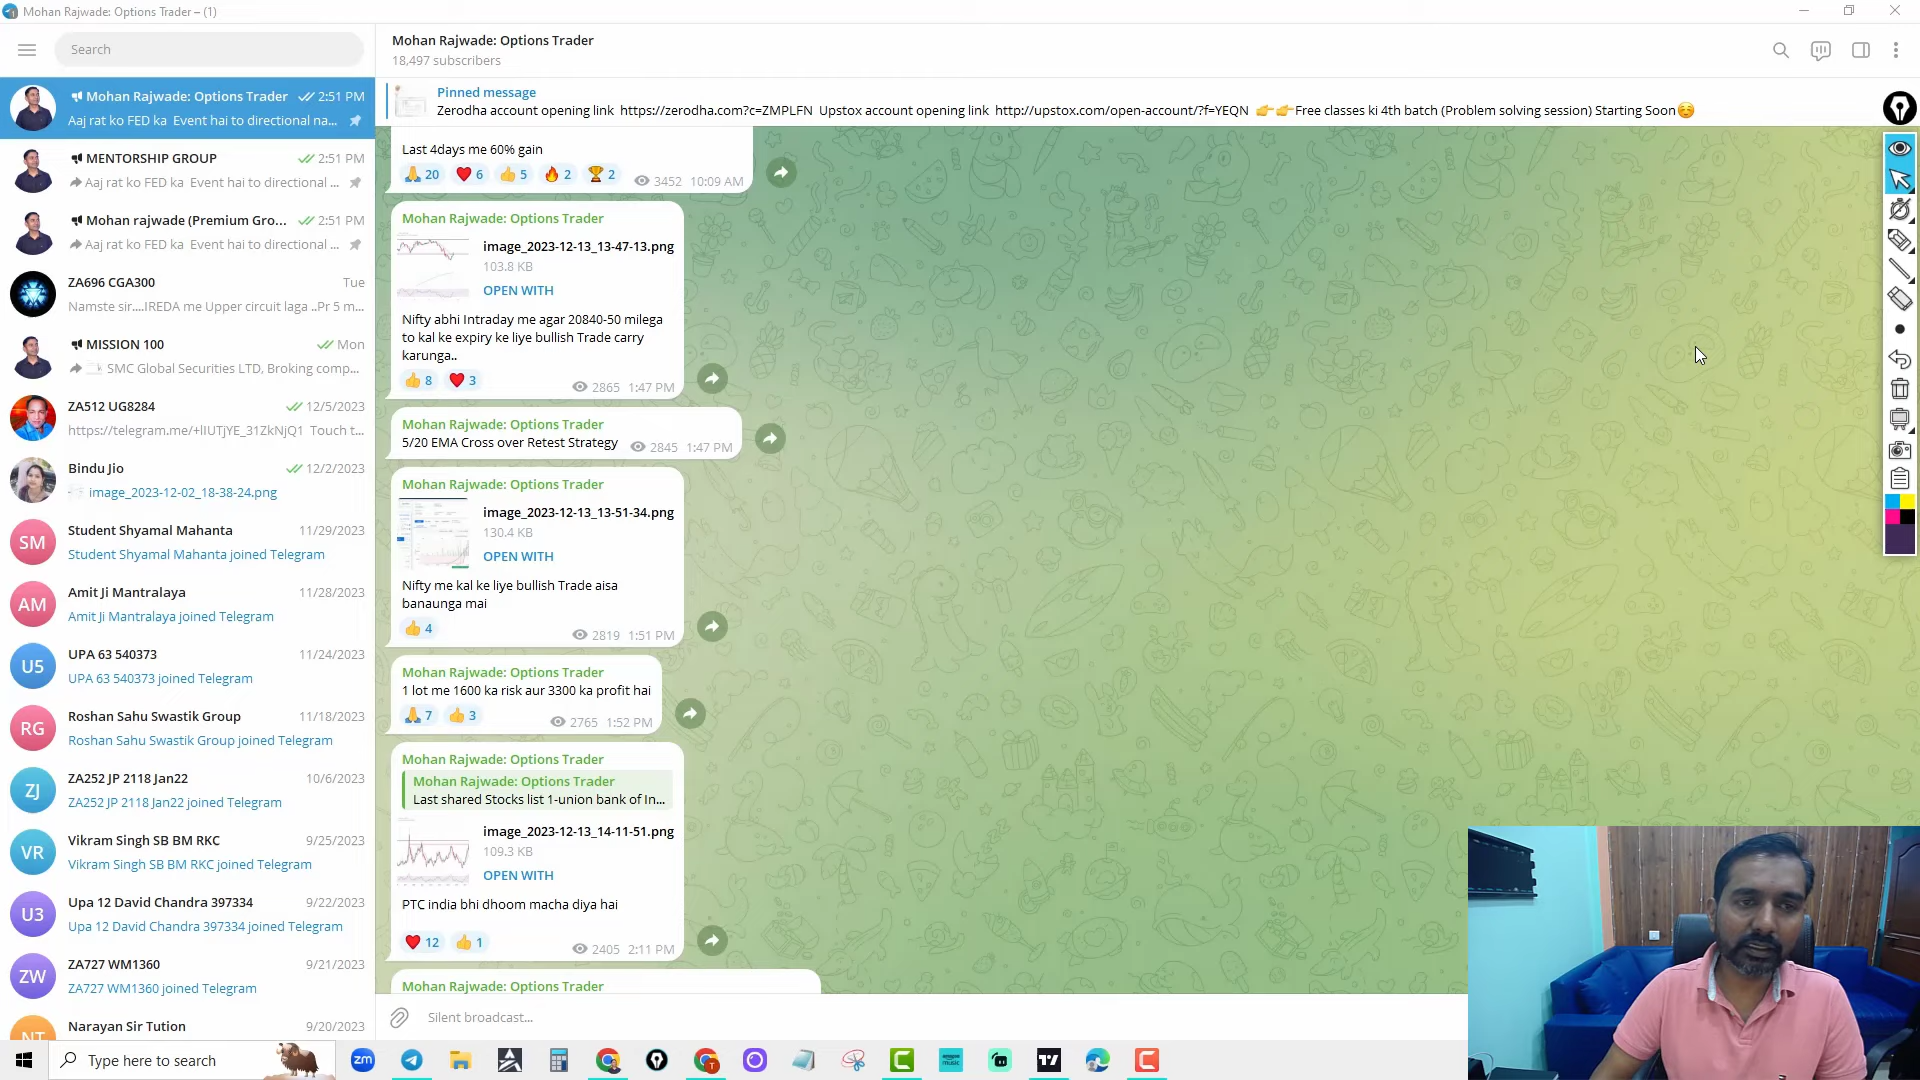 Mohan Rajwade: Options Trader – (1)
Search
Mohan Rajwade: Options Trader
18,497 subscribers
Pinned message
Zerodha account opening link https://zerodha.com?c=ZMPLFN Upstox account opening link http://upstox.com/open-account/?f=YEQN 👉👉Free classes ki 4th batch (Problem solving session) Starting Soon☺️
Mohan Rajwade: Options Trader 2:51 PM
Aj rat ko FED ka Event hai to directional na...
MENTORSHIP GROUP 2:51 PM
Aaj rat ko FED ka Event hai to directional ...
Mohan rajwade (Premium Gro... 2:51 PM
Aaj rat ko FED ka Event hai to directional ...
ZA696 CGA300 Tue
Namste sir....IREDA me Upper circuit laga ..Pr 5 m...
MISSION 100 Mon
SMC Global Securities LTD, Broking comp...
ZA512 UG8284 12/5/2023
https://telegram.me/+lIUTjYE_31ZkNjQ1 Touch t...
Bindu Jio 12/2/2023
image_2023-12-02_18-38-24.png
SM
Student Shyamal Mahanta 11/29/2023
Student Shyamal Mahanta joined Telegram
AM
Amit Ji Mantralaya 11/28/2023
Amit Ji Mantralaya joined Telegram
U5
UPA 63 540373 11/24/2023
UPA 63 540373 joined Telegram
RG
Roshan Sahu Swastik Group 11/18/2023
Roshan Sahu Swastik Group joined Telegram
ZJ
ZA252 JP 2118 Jan22 10/6/2023
ZA252 JP 2118 Jan22 joined Telegram
VR
Vikram Singh SB BM RKC 9/25/2023
Vikram Singh SB BM RKC joined Telegram
U3
Upa 12 David Chandra 397334 9/22/2023
Upa 12 David Chandra 397334 joined Telegram
ZW
ZA727 WM1360 9/21/2023
ZA727 WM1360 joined Telegram
NT
Narayan Sir Tution 9/20/2023
Last 4days me 60% gain
🙏 20 ❤️ 6 👍 5 🔥 2 🏆 2 3452 10:09 AM
Mohan Rajwade: Options Trader
image_2023-12-13_13-47-13.png
103.8 KB
OPEN WITH
Nifty abhi Intraday me agar 20840-50 milega
to kal ke expiry ke liye bullish Trade carry
karunga..
👍 8 ❤️ 3 2865 1:47 PM
Mohan Rajwade: Options Trader
5/20 EMA Cross over Retest Strategy 2845 1:47 PM
Mohan Rajwade: Options Trader
image_2023-12-13_13-51-34.png
130.4 KB
OPEN WITH
Nifty me kal ke liye bullish Trade aisa
banaunga mai
👍 4 2819 1:51 PM
Mohan Rajwade: Options Trader
1 lot me 1600 ka risk aur 3300 ka profit hai
🙏 7 👍 3 2765 1:52 PM
Mohan Rajwade: Options Trader
Mohan Rajwade: Options Trader
Last shared Stocks list 1-union bank of In...
image_2023-12-13_14-11-51.png
109.3 KB
OPEN WITH
PTC india bhi dhoom macha diya hai
❤️ 12 👍 1 2405 2:11 PM
Mohan Rajwade: Options Trader
Silent broadcast...
Type here to search
zm
amazon music